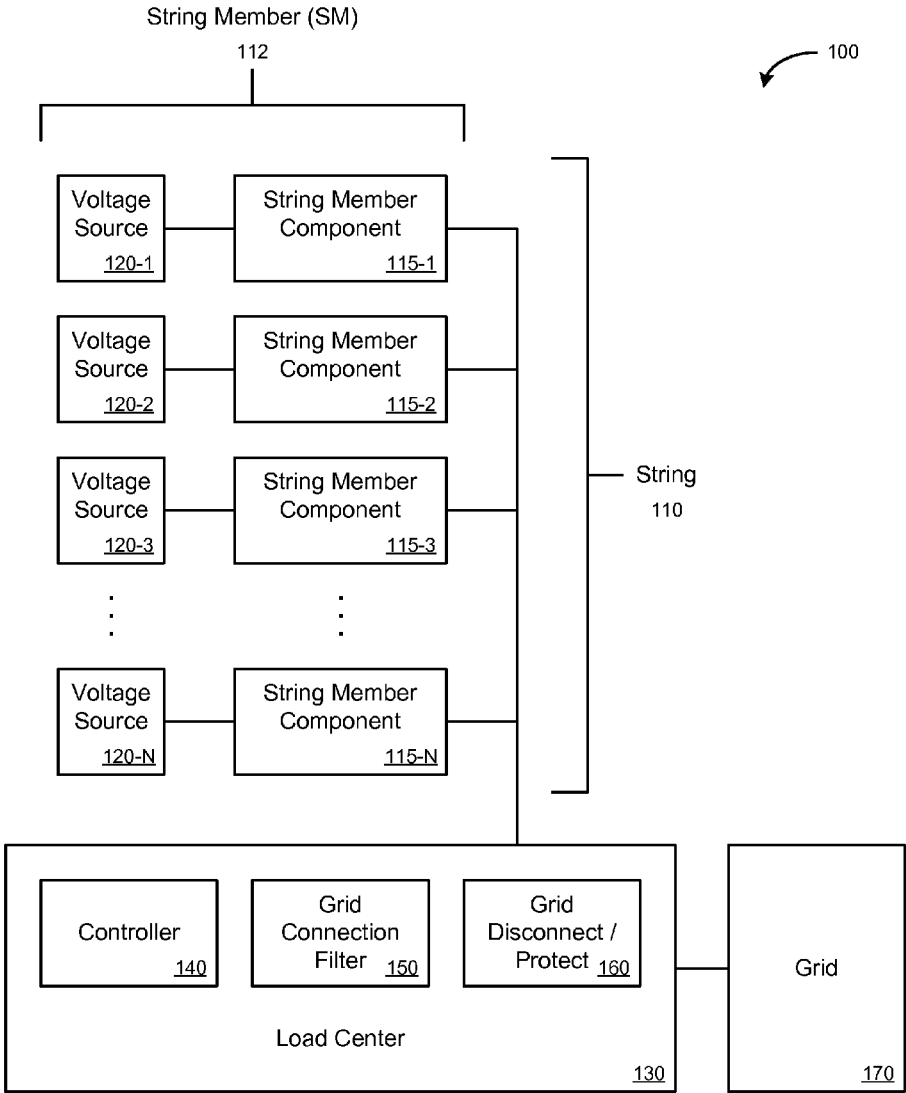 String Member (SM)
112
100
Voltage
Source
120-1
String Member
Component
115-1
Voltage
Source
120-2
String Member
Component
115-2
Voltage
Source
120-3
String Member
Component
115-3
String
110
Voltage
Source
120-N
String Member
Component
115-N
Controller
140
Grid
Connection
Filter
150
Grid
Disconnect /
Protect
160
Load Center
130
Grid
170